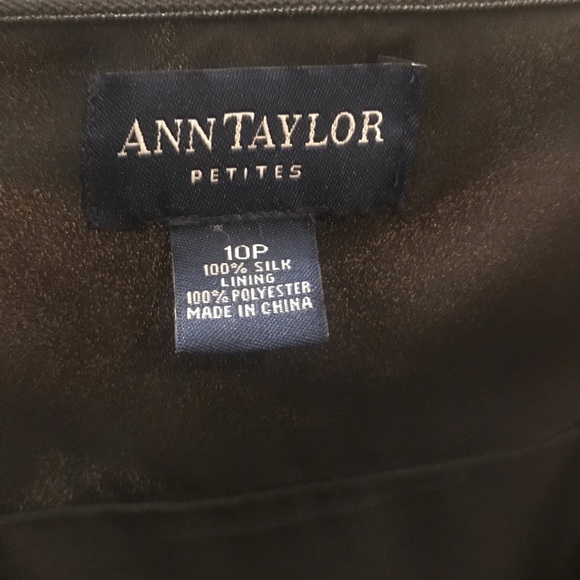 ANN TAYLOR
PETITES
10P
100% SILK
LINING
100% POLYESTER
MADE IN CHINA